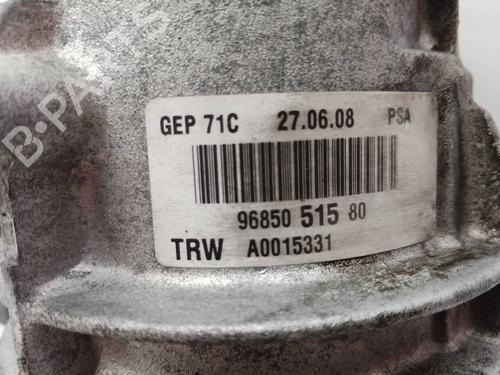 B-PARTS
GEP 71C 27.06.08 PSA
96850 515 80
TRW A0015331